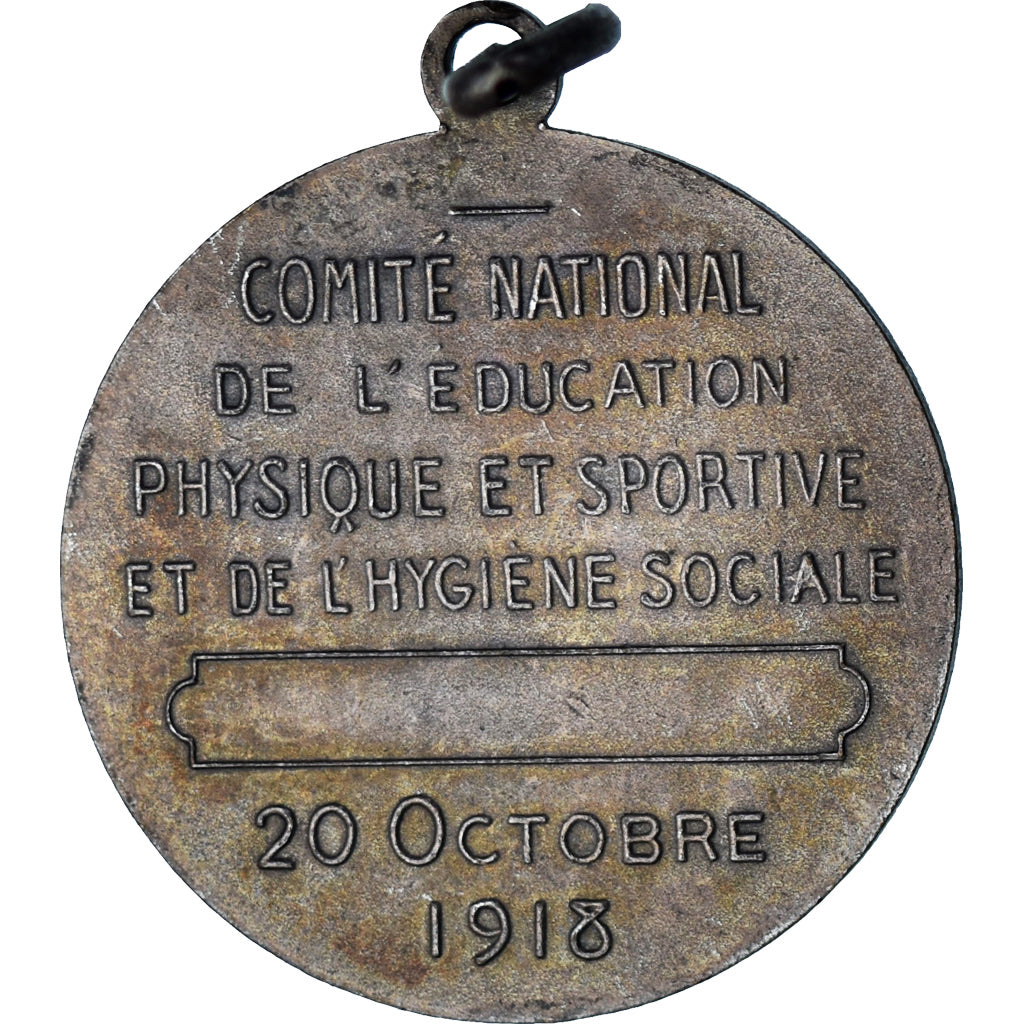 COMITÉ NATIONAL
DE L'ÉDUCATION
PHYSIQUE ET SPORTIVE
ET DE L'HYGIÈNE SOCIALE
20 OCTOBRE
1918